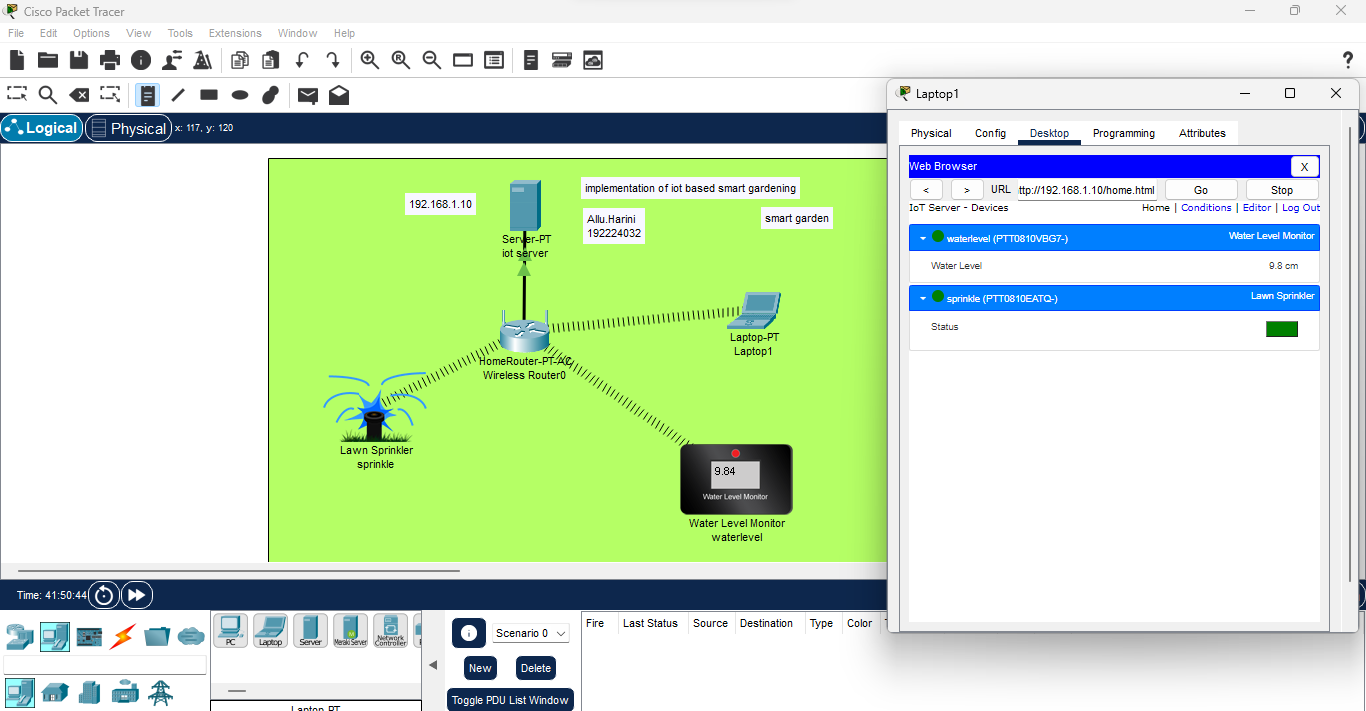 Cisco Packet Tracer
File Edit Options View Tools Extensions Window Help
?
Logical
Physical
x: 117, y: 120
192.168.1.10
implementation of iot based smart gardening
Allu.Harini
192224032
smart garden
Server-PT
iot server
Laptop-PT
Laptop1
HomeRouter-PT-AC
Wireless Router0
Lawn Sprinkler
sprinkle
9.84
Water Level Monitor
Water Level Monitor
waterlevel
Laptop1
Physical Config Desktop Programming Attributes
Web Browser
X
< > URL ttp://192.168.1.10/home.html Go Stop
IoT Server - Devices
Home | Conditions | Editor | Log Out
waterlevel (PTT0810VBG7-)
Water Level Monitor
Water Level
9.8 cm
sprinkle (PTT0810EATQ-)
Lawn Sprinkler
Status
Time: 41:50:44
PC
Laptop
Server
Meraki Server
Network
Controller
Laptop-PT
Scenario 0
New
Delete
Toggle PDU List Window
Fire Last Status Source Destination Type Color